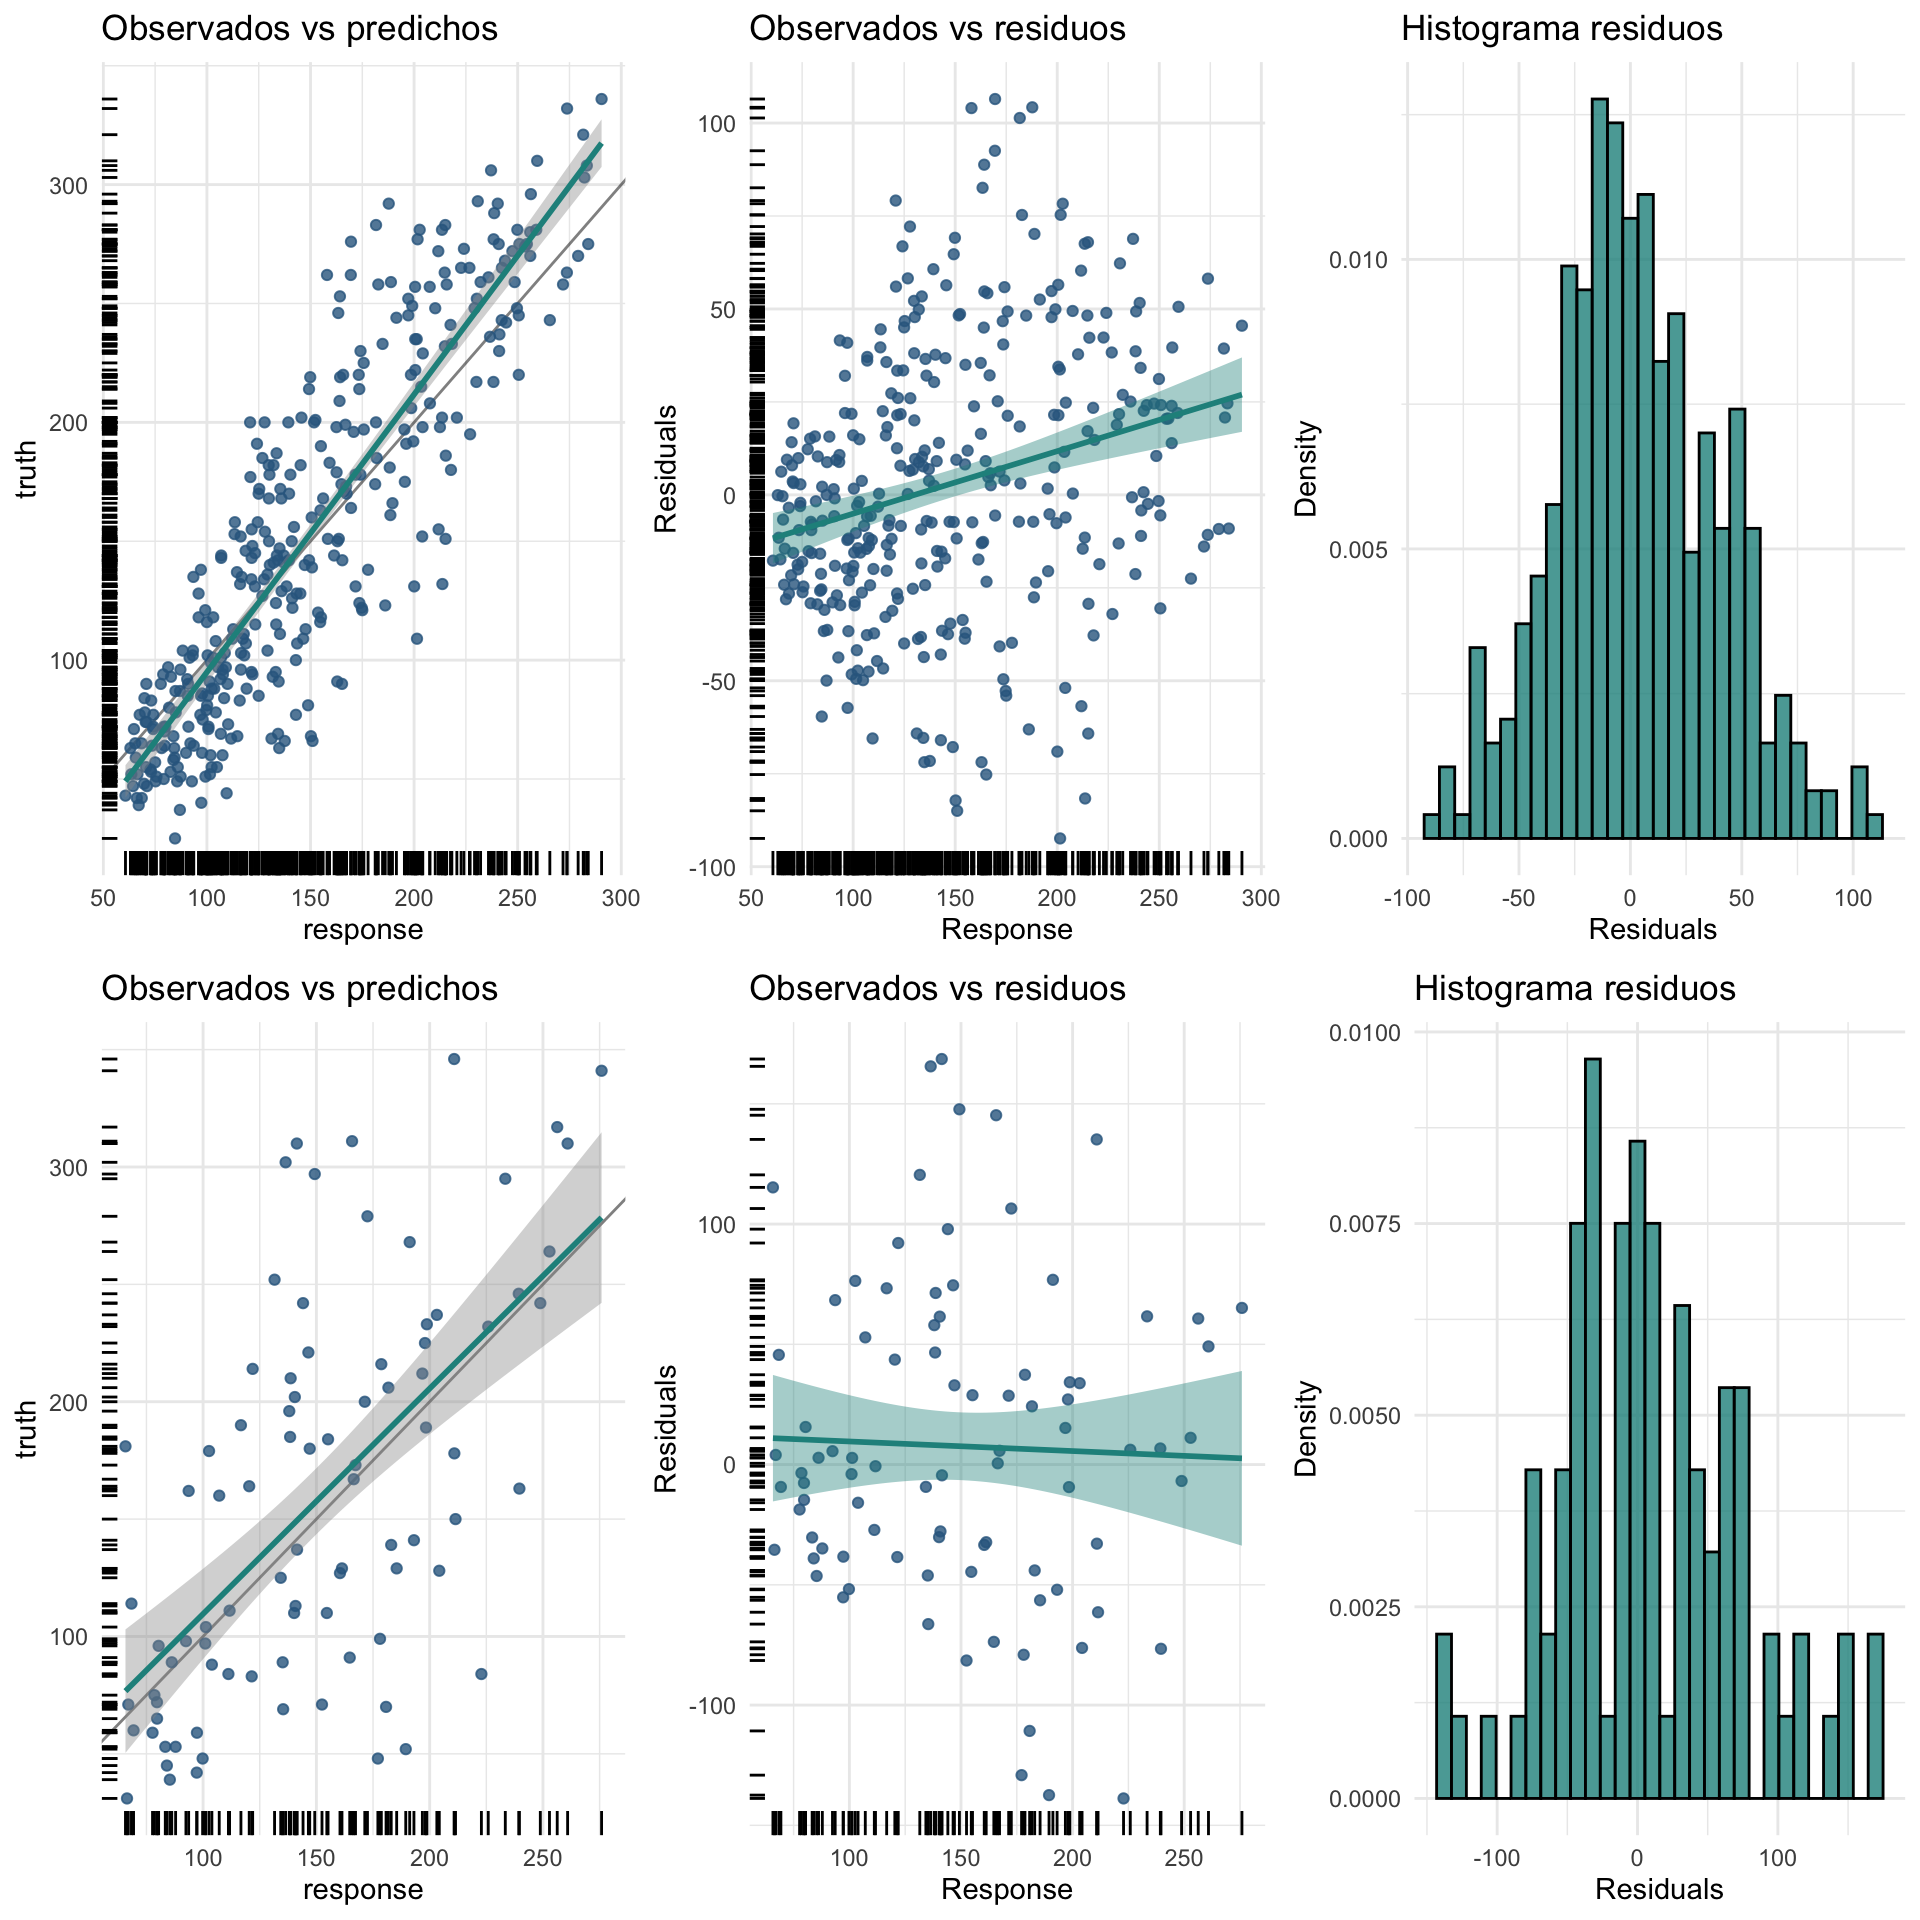 Observados vs predichos
truth
300
200
100
50 100 150 200 250 300
response
Observados vs residuos
Residuals
100
50
0
-50
-100
50 100 150 200 250 300
Response
Histograma residuos
Density
0.010
0.005
0.000
-100 -50 0 50 100
Residuals
Observados vs predichos
truth
300
200
100
100 150 200 250
response
Observados vs residuos
Residuals
100
0
-100
100 150 200 250
Response
Histograma residuos
Density
0.0100
0.0075
0.0050
0.0025
0.0000
-100 0 100
Residuals